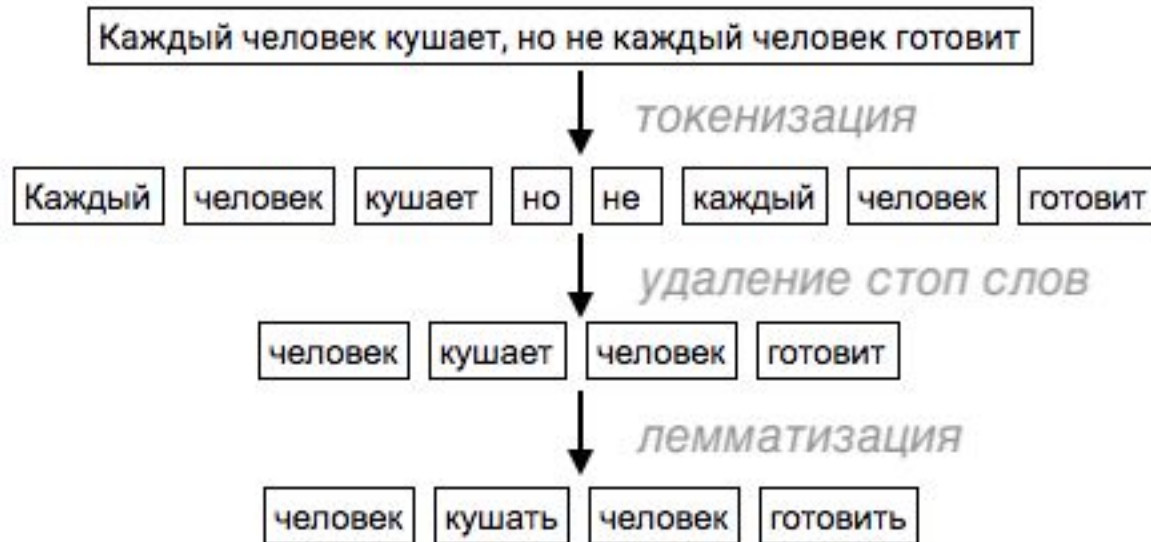 Каждый человек кушает, но не каждый человек готовит
токенизация
Каждый человек кушает но не каждый человек готовит
удаление стоп слов
человек кушает человек готовит
лемматизация
человек кушать человек готовить